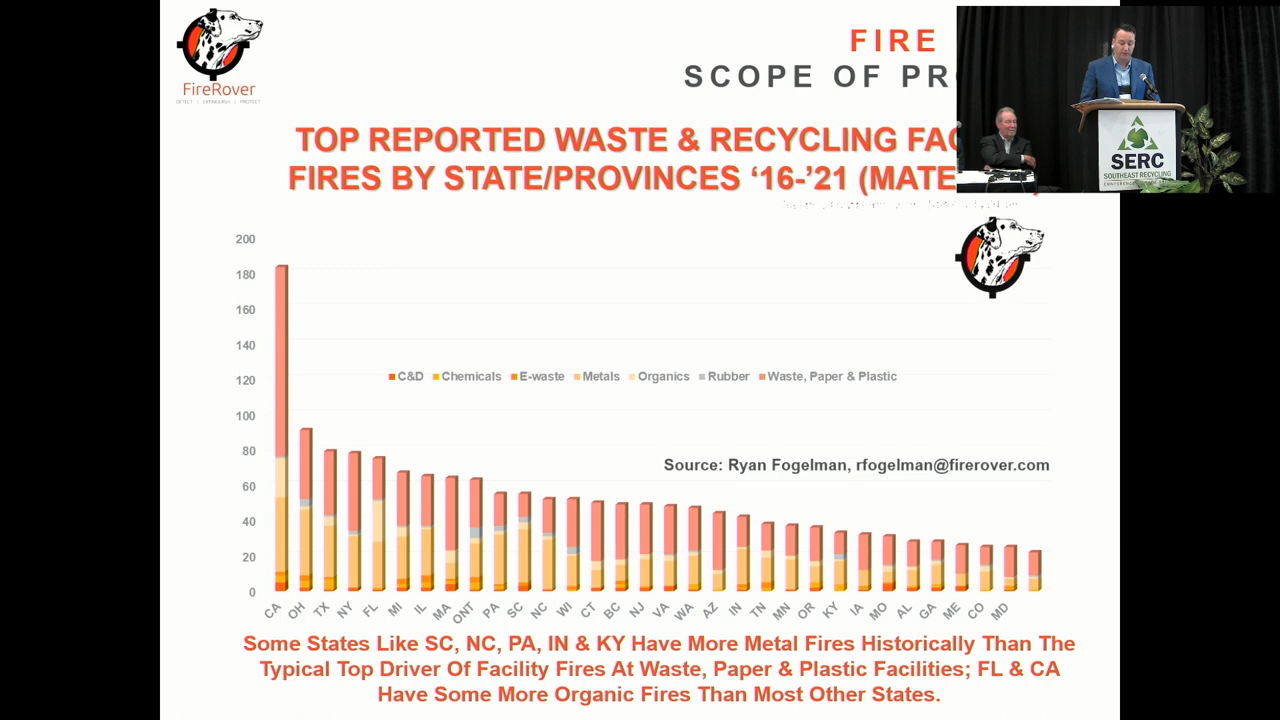 FireRover
DETECT | EXTINGUISH | PROTECT
FIRE
SCOPE OF PRO
TOP REPORTED WASTE & RECYCLING FAC
FIRES BY STATE/PROVINCES ‘16-’21 (MATE
SERC
SOUTHEAST RECYCLING
200
180
160
140
120
100
80
60
40
20
0
C&D Chemicals E-waste Metals Organics Rubber Waste, Paper & Plastic
Source: Ryan Fogelman, rfogelman@firerover.com
CA OH TX NY FL MI IL MA ONT PA SC NC WI CT BC NJ VA WA AZ IN TN MN OR KY IA MO AL GA ME CO MD
Some States Like SC, NC, PA, IN & KY Have More Metal Fires Historically Than The
Typical Top Driver Of Facility Fires At Waste, Paper & Plastic Facilities; FL & CA
Have Some More Organic Fires Than Most Other States.